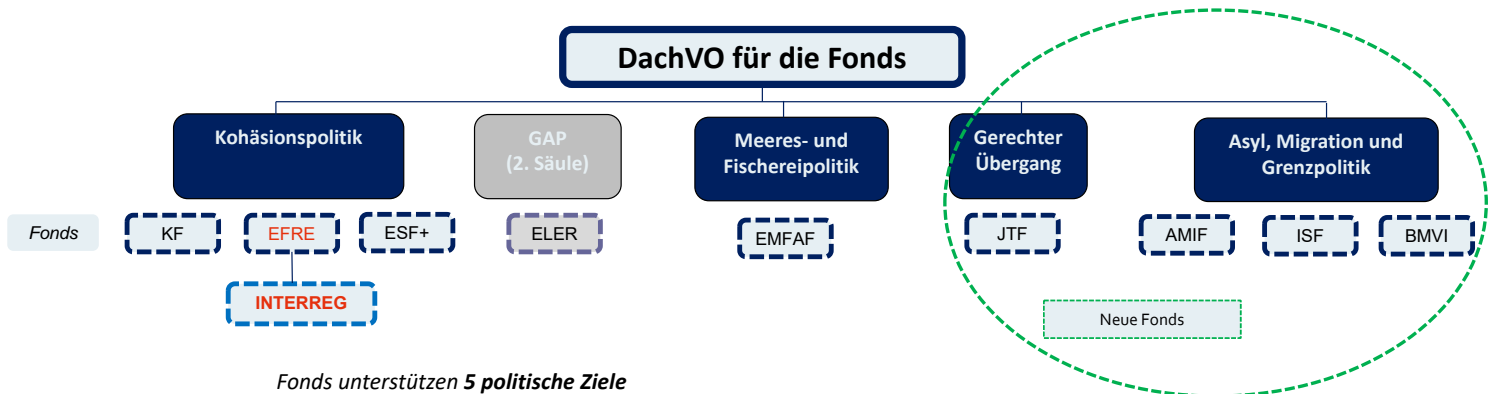 DachVO für die Fonds
Kohäsionspolitik
GAP
(2. Säule)
Meeres- und
Fischereipolitik
Gerechter
Übergang
Asyl, Migration und
Grenzpolitik
Fonds
KF
EFRE
ESF+
ELER
EMFAF
JTF
AMIF
ISF
BMVI
INTERREG
Neue Fonds
Fonds unterstützen 5 politische Ziele